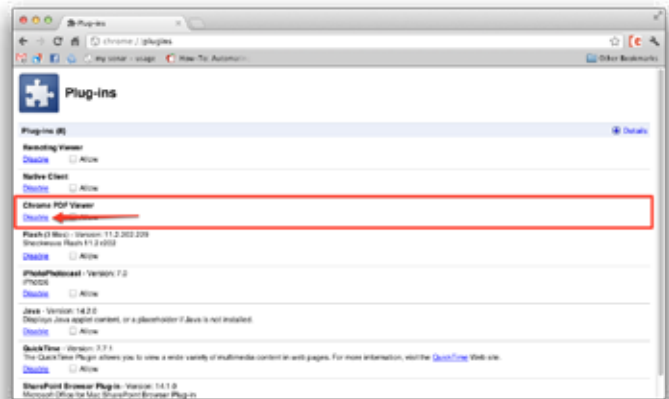 Plug-ins
chrome://plugins
my sonar - usage
How-To: Automatic
Other Bookmarks
Plug-ins
Plug-ins (8)
Details
Remoting Viewer
Disable Allow
Native Client
Disable Allow
Chrome PDF Viewer
Disable
Flash (3 files) - Version: 11.2.202.235
Shockwave Flash 11.2 r202
Disable Allow
iPhotoPhotocast - Version: 7.0
iPhoto6
Disable Allow
Java - Version: 14.2.0
Displays Java applet content, or a placeholder if Java is not installed.
Disable Allow
QuickTime - Version: 7.7.1
The QuickTime Plugin allows you to view a wide variety of multimedia content in web pages. For more information, visit the QuickTime Web site.
Disable Allow
SharePoint Browser Plug-in - Version: 14.1.0
Microsoft Office for Mac SharePoint Browser Plug-in